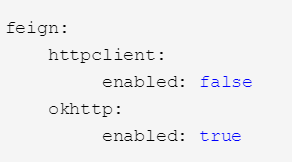 feign:
    httpclient:
         enabled: false
    okhttp:
         enabled: true